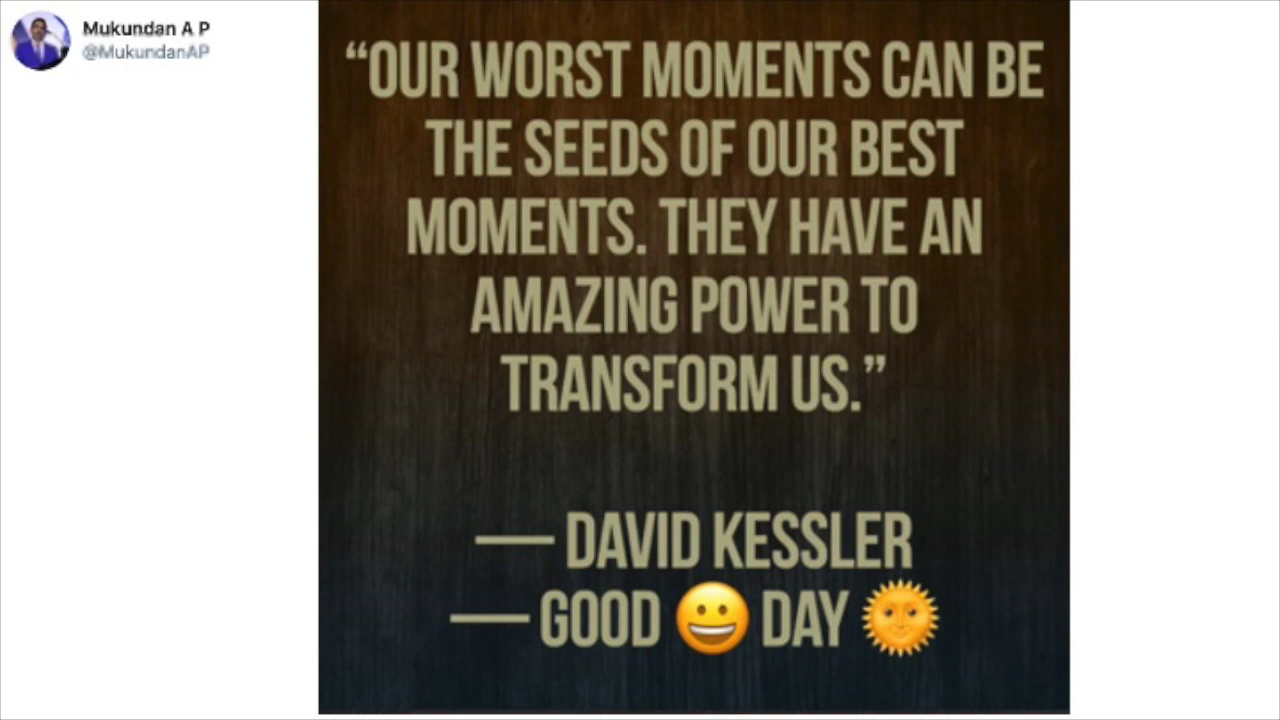 Mukundan A P
@MukundanAP
“OUR WORST MOMENTS CAN BE
THE SEEDS OF OUR BEST
MOMENTS. THEY HAVE AN
AMAZING POWER TO
TRANSFORM US.”
— DAVID KESSLER
— GOOD 😀 DAY 🌞